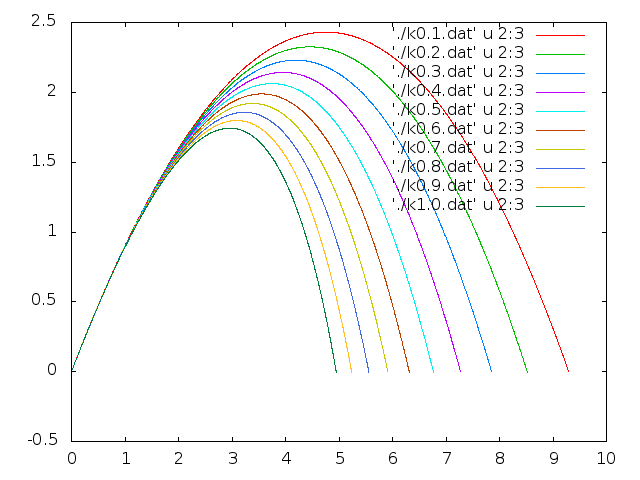 2.5
2
1.5
1
0.5
0
-0.5
0 1 2 3 4 5 6 7 8 9 10
'./k0.1.dat' u 2:3
'./k0.2.dat' u 2:3
'./k0.3.dat' u 2:3
'./k0.4.dat' u 2:3
'./k0.5.dat' u 2:3
'./k0.6.dat' u 2:3
'./k0.7.dat' u 2:3
'./k0.8.dat' u 2:3
'./k0.9.dat' u 2:3
'./k1.0.dat' u 2:3